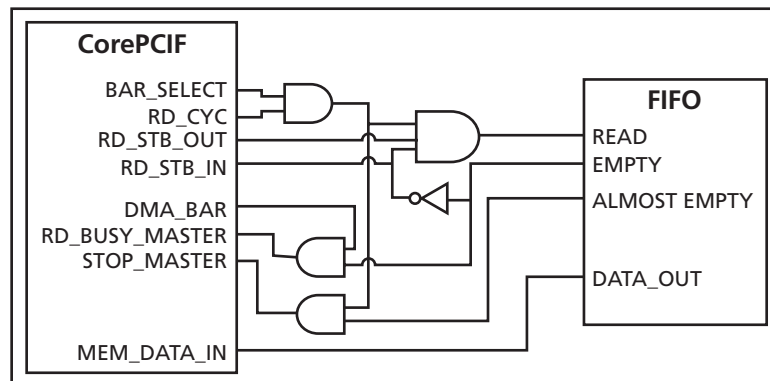 CorePCIF
BAR_SELECT
RD_CYC
RD_STB_OUT
RD_STB_IN
DMA_BAR
RD_BUSY_MASTER
STOP_MASTER
MEM_DATA_IN
FIFO
READ
EMPTY
ALMOST EMPTY
DATA_OUT